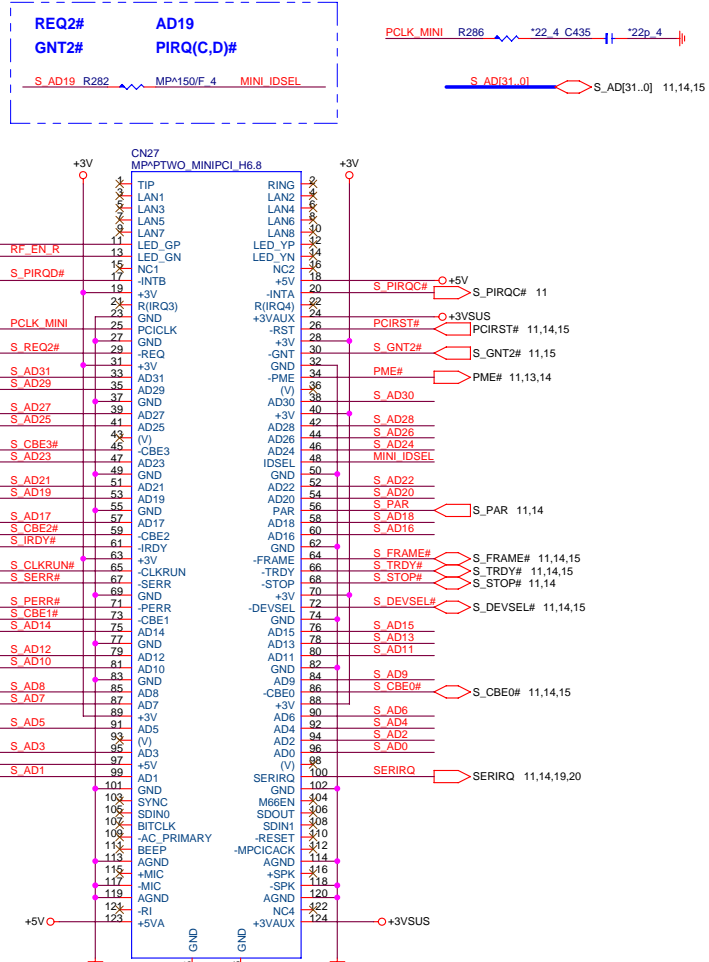 REQ2# AD19
GNT2# PIRQ(C,D)#
S_AD19 R282 MP^150/F_4 MINI_IDSEL
PCLK_MINI R286 *22_4 C435 *22p_4
S_AD[31..0] S_AD[31..0] 11,14,15
CN27
MP^PTWO_MINIPCI_H6.8
+3V +3V
1 TIP RING 2
3 LAN1 LAN2 4
5 LAN3 LAN4 6
7 LAN5 LAN6 8
9 LAN7 LAN8 10
11 LED_GP LED_YP 12
RF_EN_R 13 LED_GN LED_YN 14
15 NC1 NC2 16
S_PIRQD# 17 -INTB +5V 18 +5V
19 +3V -INTA 20 S_PIRQC# S_PIRQC# 11
21 R(IRQ3) R(IRQ4) 22
23 GND +3VAUX 24 +3VSUS
PCLK_MINI 25 PCICLK -RST 26 PCIRST# PCIRST# 11,14,15
27 GND +3V 28
S_REQ2# 29 -REQ -GNT 30 S_GNT2# S_GNT2# 11,15
31 +3V GND 32
S_AD31 33 AD31 -PME 34 PME# PME# 11,13,14
S_AD29 35 AD29 (V) 36
37 GND AD30 38 S_AD30
S_AD27 39 AD27 +3V 40
S_AD25 41 AD25 AD28 42 S_AD28
43 (V) AD26 44 S_AD26
S_CBE3# 45 -CBE3 AD24 46 S_AD24
S_AD23 47 AD23 IDSEL 48 MINI_IDSEL
49 GND GND 50
S_AD21 51 AD21 AD22 52 S_AD22
S_AD19 53 AD19 AD20 54 S_AD20
55 GND PAR 56 S_PAR S_PAR 11,14
S_AD17 57 AD17 AD18 58 S_AD18
S_CBE2# 59 -CBE2 AD16 60 S_AD16
S_IRDY# 61 -IRDY GND 62
63 +3V -FRAME 64 S_FRAME# S_FRAME# 11,14,15
S_CLKRUN# 65 -CLKRUN -TRDY 66 S_TRDY# S_TRDY# 11,14,15
S_SERR# 67 -SERR -STOP 68 S_STOP# S_STOP# 11,14
69 GND +3V 70
S_PERR# 71 -PERR -DEVSEL 72 S_DEVSEL# S_DEVSEL# 11,14,15
S_CBE1# 73 -CBE1 GND 74
S_AD14 75 AD14 AD15 76 S_AD15
77 GND AD13 78 S_AD13
S_AD12 79 AD12 AD11 80 S_AD11
S_AD10 81 AD10 GND 82
83 GND AD9 84 S_AD9
S_AD8 85 AD8 -CBE0 86 S_CBE0# S_CBE0# 11,14,15
S_AD7 87 AD7 +3V 88
89 +3V AD6 90 S_AD6
S_AD5 91 AD5 AD4 92 S_AD4
93 (V) AD2 94 S_AD2
S_AD3 95 AD3 AD0 96 S_AD0
97 +5V (V) 98
S_AD1 99 AD1 SERIRQ 100 SERIRQ SERIRQ 11,14,19,20
101 GND GND 102
103 SYNC M66EN 104
105 SDIN0 SDOUT 106
107 BITCLK SDIN1 108
109 -AC_PRIMARY -RESET 110
111 BEEP -MPCICACK 112
113 AGND AGND 114
115 +MIC +SPK 116
117 -MIC -SPK 118
119 AGND AGND 120
121 -RI NC4 122
+5V 123 +5VA +3VAUX 124 +3VSUS
GND GND